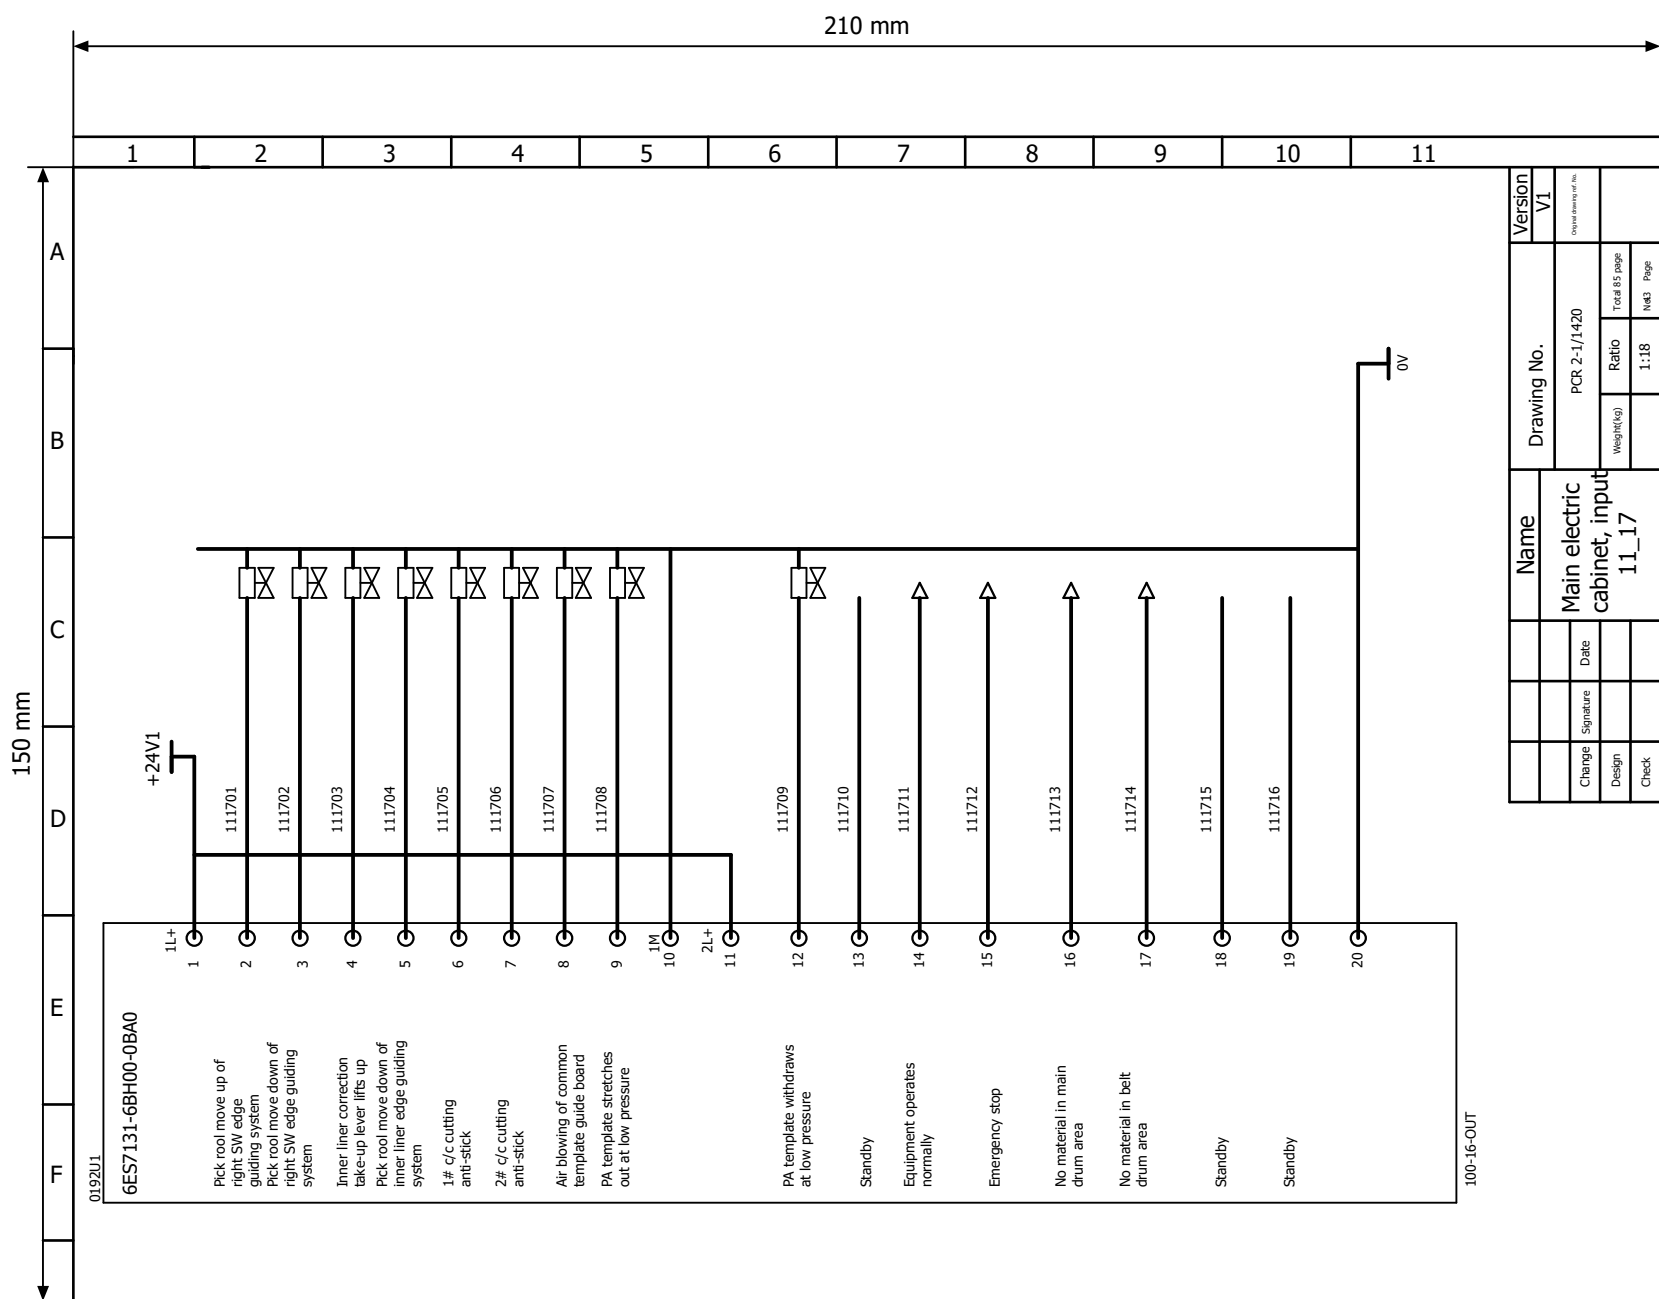 210 mm
1 2 3 4 5 6 7 8 9 10 11
150 mm
A
B
C
D
E
F
Version
V1
Original drawing ref. No.
Drawing No.
PCR 2-1/1420
Total 85 page
Page
Ratio
1:18
Weight(kg)
Name
Main electric
cabinet, input
11_17
Date
Signature
Change
Design
Check
0V
+24V1
111701
111702
111703
111704
111705
111706
111707
111708
111709
111710
111711
111712
111713
111714
111715
111716
1L+
1M
2L+
1 2 3 4 5 6 7 8 9 10 11 12 13 14 15 16 17 18 19 20
0192U1
6ES7131-6BH00-0BA0
Pick rool move up of
right SW edge
guiding system
Pick rool move down of
right SW edge guiding
system
Inner liner correction
take-up lever lifts up
Pick rool move down of
inner liner edge guiding
system
1# c/c cutting
anti-stick
2# c/c cutting
anti-stick
Air blowing of common
template guide board
PA template stretches
out at low pressure
PA template withdraws
at low pressure
Standby
Equipment operates
normally
Emergency stop
No material in main
drum area
No material in belt
drum area
Standby
Standby
100-16-OUT